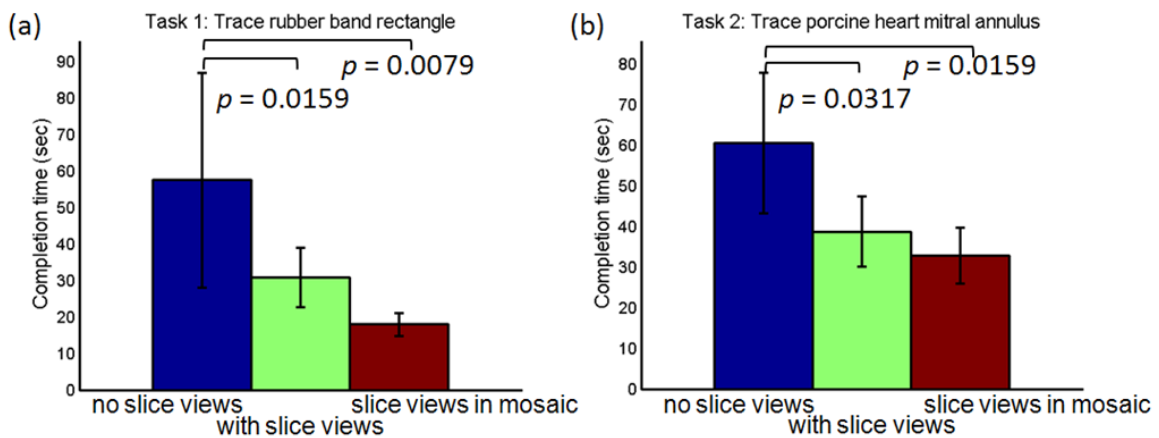 (a)
Task 1: Trace rubber band rectangle
p = 0.0079
p = 0.0159
Completion time (sec)
90
80
70
60
50
40
30
20
10
0
no slice views
slice views in mosaic
with slice views
(b)
Task 2: Trace porcine heart mitral annulus
p = 0.0159
p = 0.0317
Completion time (sec)
80
70
60
50
40
30
20
10
0
no slice views
slice views in mosaic
with slice views